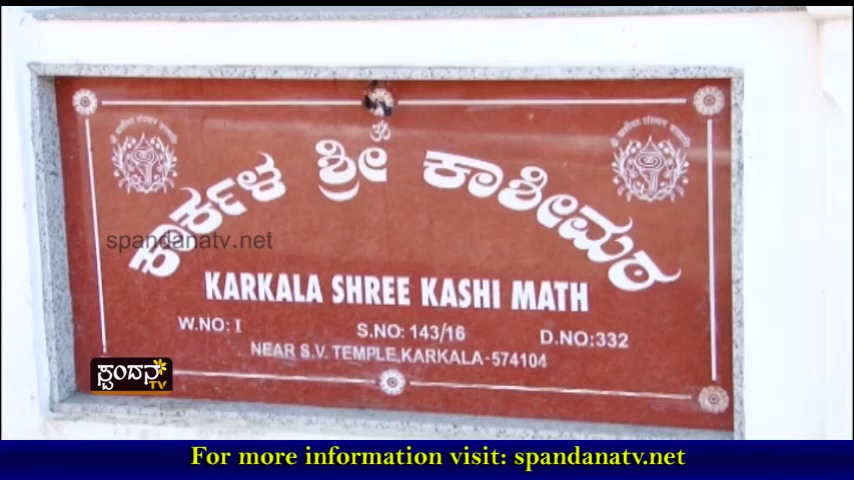 ॐ
ಕಾರ್ಕಳ ಶ್ರೀ ಕಾಶೀಮಠ
spandanatv.net
KARKALA SHREE KASHI MATH
W.NO: I S.NO: 143/16 D.NO:332
NEAR S.V. TEMPLE,KARKALA-574104
ಸ್ಪಂದನ TV
For more information visit: spandanatv.net